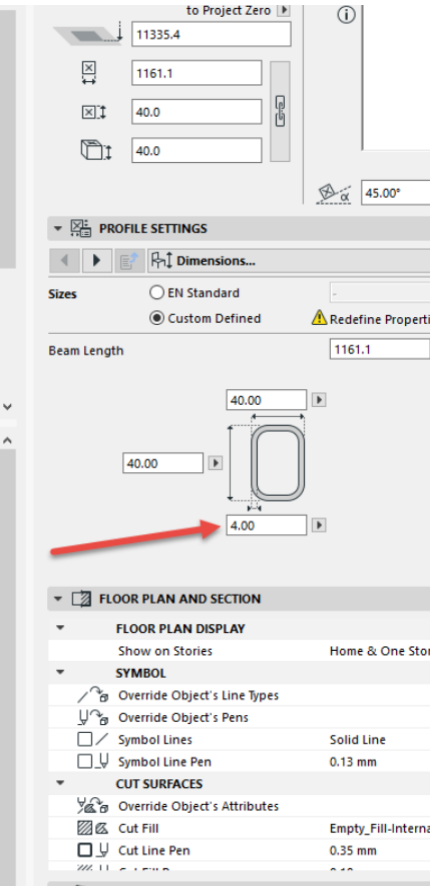 to Project Zero
11335.4
1161.1
40.0
40.0
α 45.00°
PROFILE SETTINGS
Dimensions...
Sizes EN Standard -
Custom Defined Redefine Properti
Beam Length 1161.1
40.00
40.00
4.00
FLOOR PLAN AND SECTION
FLOOR PLAN DISPLAY
Show on Stories Home & One Stor
SYMBOL
Override Object's Line Types
Override Object's Pens
Symbol Lines Solid Line
Symbol Line Pen 0.13 mm
CUT SURFACES
Override Object's Attributes
Cut Fill Empty_Fill-Interna
Cut Line Pen 0.35 mm